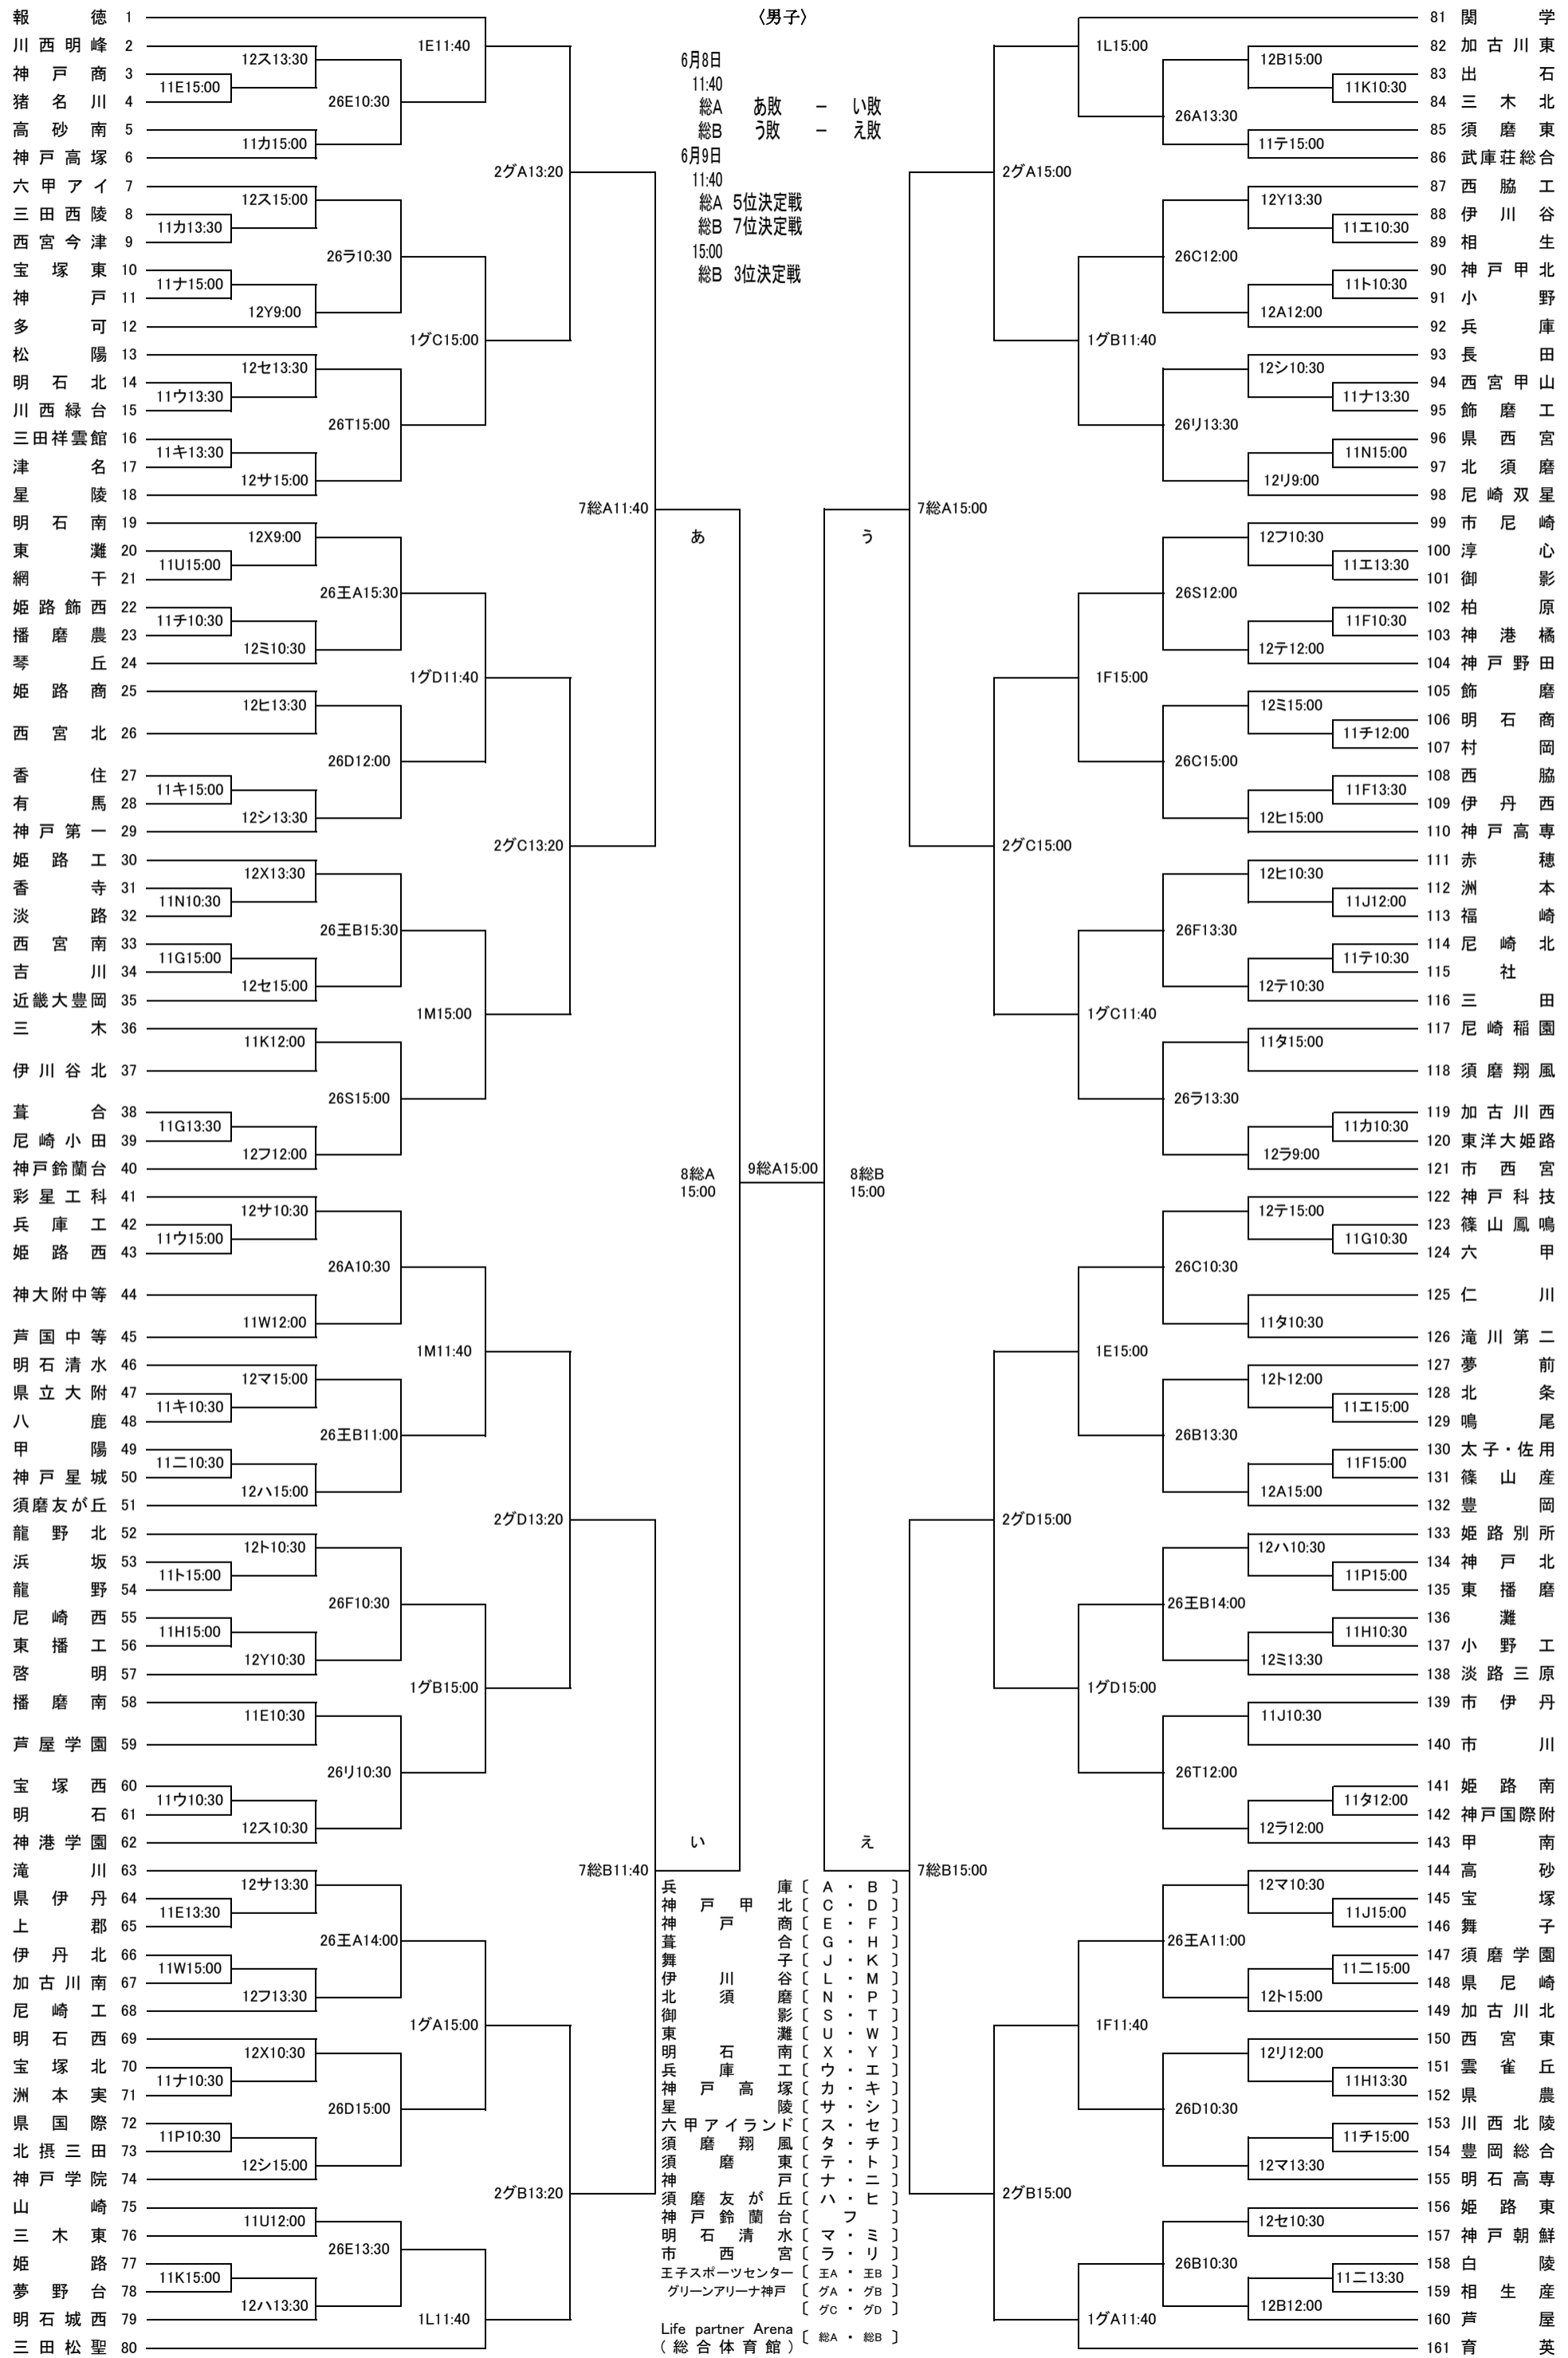 〈男子〉
6月8日
11:40
総A あ敗 － い敗
総B う敗 － え敗
6月9日
11:40
総A 5位決定戦
総B 7位決定戦
15:00
総B 3位決定戦
報徳 1
川西明峰 2
神戸商 3
猪名川 4
高砂南 5
神戸高塚 6
六甲アイ 7
三田西陵 8
西宮今津 9
宝塚東 10
神戸 11
多可 12
松陽 13
明石北 14
川西緑台 15
三田祥雲館 16
津名 17
星陵 18
明石南 19
東灘 20
網干 21
姫路飾西 22
播磨農 23
琴丘 24
姫路商 25
西宮北 26
香住 27
有馬 28
神戸第一 29
姫路工 30
香寺 31
淡路 32
西宮南 33
吉川 34
近畿大豊岡 35
三木 36
伊川谷北 37
葺合 38
尼崎小田 39
神戸鈴蘭台 40
彩星工科 41
兵庫工 42
姫路西 43
神大附中等 44
芦国中等 45
明石清水 46
県立大附 47
八鹿 48
甲陽 49
神戸星城 50
須磨友が丘 51
龍野北 52
浜坂 53
龍野 54
尼崎西 55
東播工 56
啓明 57
播磨南 58
芦屋学園 59
宝塚西 60
明石 61
神港学園 62
滝川 63
県伊丹 64
上郡 65
伊丹北 66
加古川南 67
尼崎工 68
明石西 69
宝塚北 70
洲本実 71
県国際 72
北摂三田 73
神戸学院 74
山崎 75
三木東 76
姫路 77
夢野台 78
明石城西 79
三田松聖 80
11E15:00
11カ15:00
11カ13:30
11ナ15:00
11ウ13:30
11キ13:30
11U15:00
11チ10:30
11キ15:00
11N10:30
11G15:00
11K12:00
11G13:30
11ウ15:00
11W12:00
11キ10:30
11ニ10:30
11ト15:00
11H15:00
11E10:30
11ウ10:30
11E13:30
11W15:00
11ナ10:30
11P10:30
11U12:00
11K15:00
12ス13:30
12ス15:00
12Y9:00
12セ13:30
12サ15:00
12X9:00
12ミ10:30
12ヒ13:30
12シ13:30
12X13:30
12セ15:00
12フ12:00
12サ10:30
12マ15:00
12ハ15:00
12ト10:30
12Y10:30
12ス10:30
12サ13:30
12フ13:30
12X10:30
12シ15:00
12ハ13:30
26E10:30
26ラ10:30
26T15:00
26王A15:30
26D12:00
26王B15:30
26S15:00
26A10:30
26王B11:00
26F10:30
26リ10:30
26王A14:00
26D15:00
26E13:30
1E11:40
1グC15:00
1グD11:40
1M15:00
1M11:40
1グB15:00
1グA15:00
1L11:40
2グA13:20
2グC13:20
2グD13:20
2グB13:20
7総A11:40
7総B11:40
あ
い
8総A
15:00
9総A15:00
8総B
15:00
う
え
7総A15:00
7総B15:00
2グA15:00
2グC15:00
2グD15:00
2グB15:00
1L15:00
1グB11:40
1F15:00
1グC11:40
1E15:00
1グD15:00
1F11:40
1グA11:40
26A13:30
26C12:00
26リ13:30
26S12:00
26C15:00
26F13:30
26ラ13:30
26C10:30
26B13:30
26王B14:00
26T12:00
26王A11:00
26D10:30
26B10:30
12B15:00
12Y13:30
12A12:00
12シ10:30
12リ9:00
12フ10:30
12テ12:00
12ミ15:00
12ヒ15:00
12ヒ10:30
12テ10:30
12ラ9:00
12テ15:00
12ト12:00
12A15:00
12ハ10:30
12ミ13:30
12ラ12:00
12マ10:30
12ト15:00
12リ12:00
12マ13:30
12セ10:30
12B12:00
11K10:30
11テ15:00
11エ10:30
11ト10:30
11ナ13:30
11N15:00
11エ13:30
11F10:30
11チ12:00
11F13:30
11J12:00
11テ10:30
11タ15:00
11カ10:30
11G10:30
11タ10:30
11エ15:00
11F15:00
11P15:00
11H10:30
11J10:30
11タ12:00
11J15:00
11ニ15:00
11H13:30
11チ15:00
11ニ13:30
81 関学
82 加古川東
83 出石
84 三木北
85 須磨東
86 武庫荘総合
87 西脇工
88 伊川谷
89 相生
90 神戸甲北
91 小野
92 兵庫
93 長田
94 西宮甲山
95 飾磨工
96 県西宮
97 北須磨
98 尼崎双星
99 市尼崎
100 淳心
101 御影
102 柏原
103 神港橘
104 神戸野田
105 飾磨
106 明石商
107 村岡
108 西脇
109 伊丹西
110 神戸高専
111 赤穂
112 洲本
113 福崎
114 尼崎北
115 社
116 三田
117 尼崎稲園
118 須磨翔風
119 加古川西
120 東洋大姫路
121 市西宮
122 神戸科技
123 篠山鳳鳴
124 六甲
125 仁川
126 滝川第二
127 夢前
128 北条
129 鳴尾
130 太子・佐用
131 篠山産
132 豊岡
133 姫路別所
134 神戸北
135 東播磨
136 灘
137 小野工
138 淡路三原
139 市伊丹
140 市川
141 姫路南
142 神戸国際附
143 甲南
144 高砂
145 宝塚
146 舞子
147 須磨学園
148 県尼崎
149 加古川北
150 西宮東
151 雲雀丘
152 県農
153 川西北陵
154 豊岡総合
155 明石高専
156 姫路東
157 神戸朝鮮
158 白陵
159 相生産
160 芦屋
161 育英
兵庫〔 A ・ B 〕
神戸甲北〔 C ・ D 〕
神戸商〔 E ・ F 〕
葺合〔 G ・ H 〕
舞子〔 J ・ K 〕
伊川谷〔 L ・ M 〕
北須磨〔 N ・ P 〕
御影〔 S ・ T 〕
東灘〔 U ・ W 〕
明石南〔 X ・ Y 〕
兵庫工〔 ウ ・ エ 〕
神戸高塚〔 カ ・ キ 〕
星陵〔 サ ・ シ 〕
六甲アイランド〔 ス ・ セ 〕
須磨翔風〔 タ ・ チ 〕
須磨東〔 テ ・ ト 〕
神戸〔 ナ ・ ニ 〕
須磨友が丘〔 ハ ・ ヒ 〕
神戸鈴蘭台〔 フ 〕
明石清水〔 マ ・ ミ 〕
市西宮〔 ラ ・ リ 〕
王子スポーツセンター〔 王A ・ 王B 〕
グリーンアリーナ神戸〔 グA ・ グB 〕
〔 グC ・ グD 〕
Life partner Arena
(総合体育館)〔 総A ・ 総B 〕